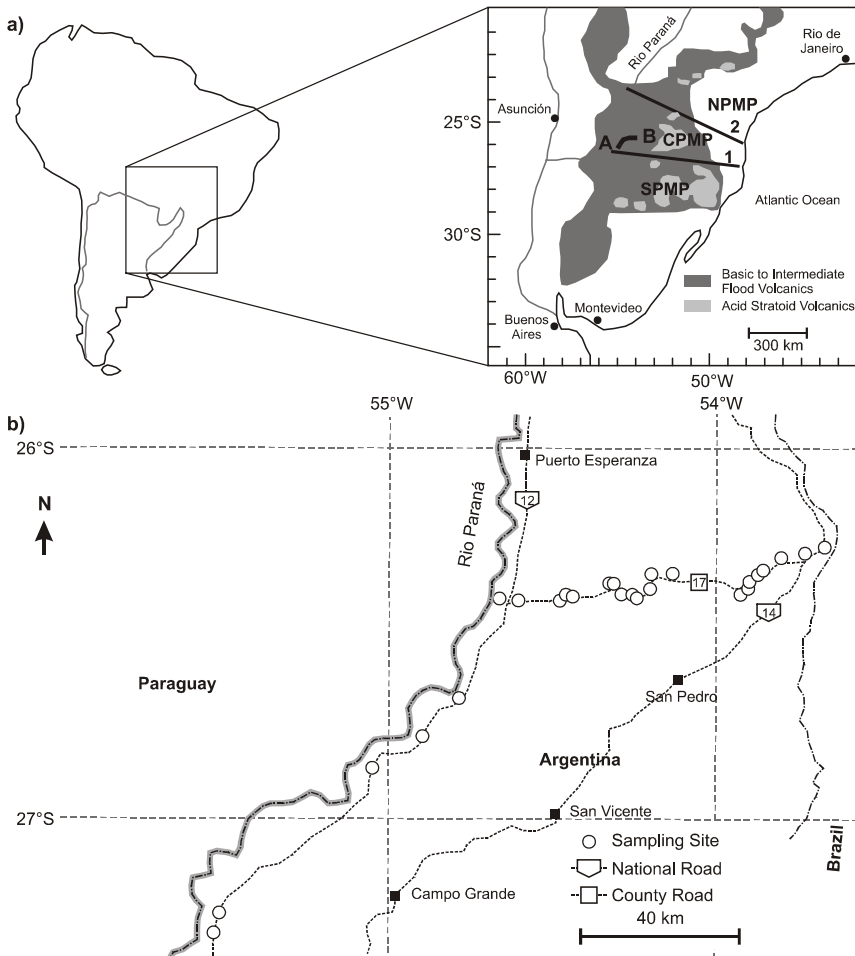 a)
Rio de
Janeiro
Rio Paraná
Asunción
NPMP
2
25°S
A
B
CPMP
1
SPMP
Atlantic Ocean
30°S
Basic to Intermediate
Flood Volcanics
Acid Stratoid Volcanics
Montevideo
Buenos
Aires
300 km
60°W
50°W
55°W
54°W
b)
26°S
Puerto Esperanza
N
12
Rio Paraná
17
14
Paraguay
San Pedro
Argentina
27°S
San Vicente
Brazil
Sampling Site
National Road
County Road
Campo Grande
40 km